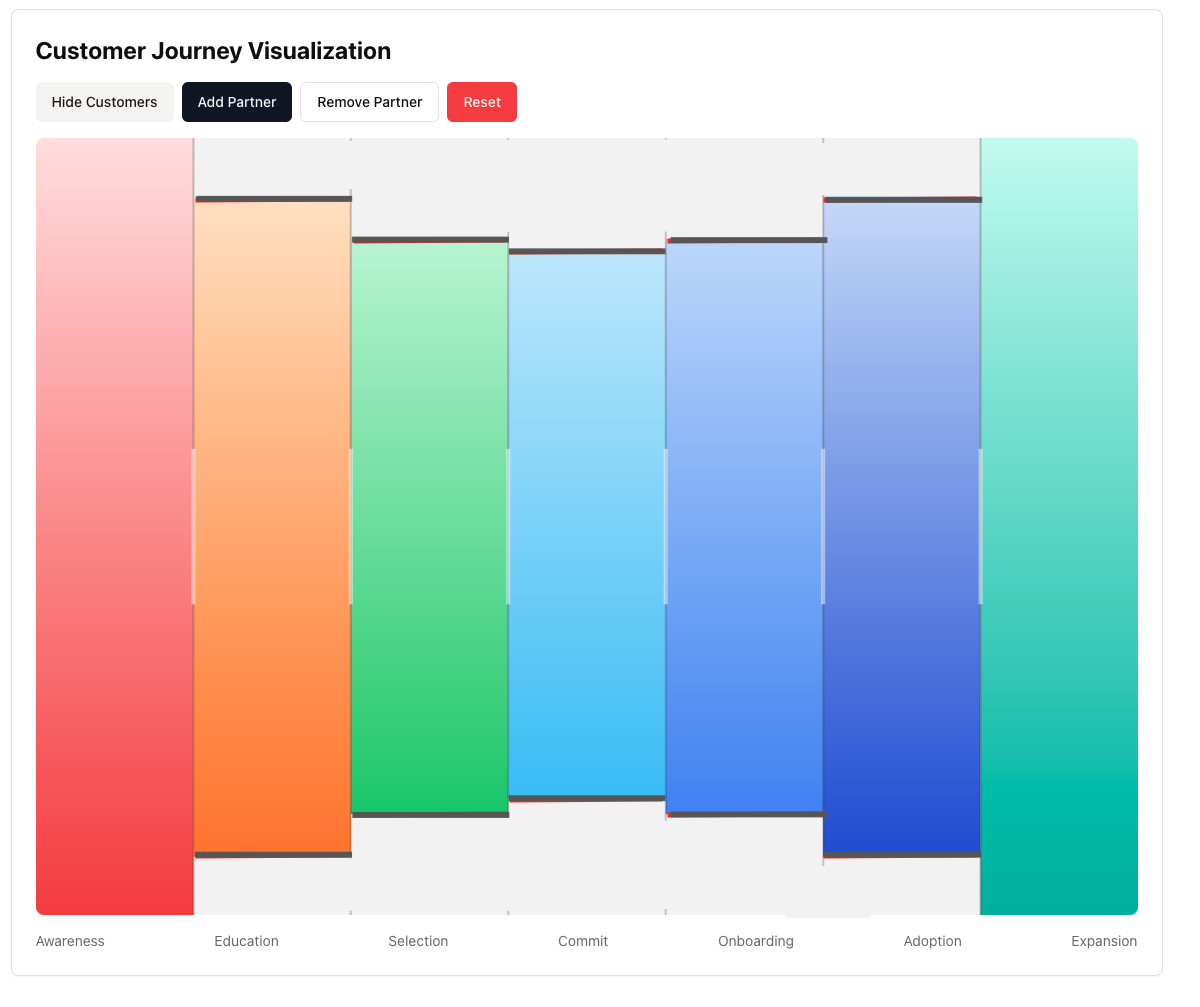 Customer Journey Visualization
Hide Customers Add Partner Remove Partner Reset
Awareness Education Selection Commit Onboarding Adoption Expansion